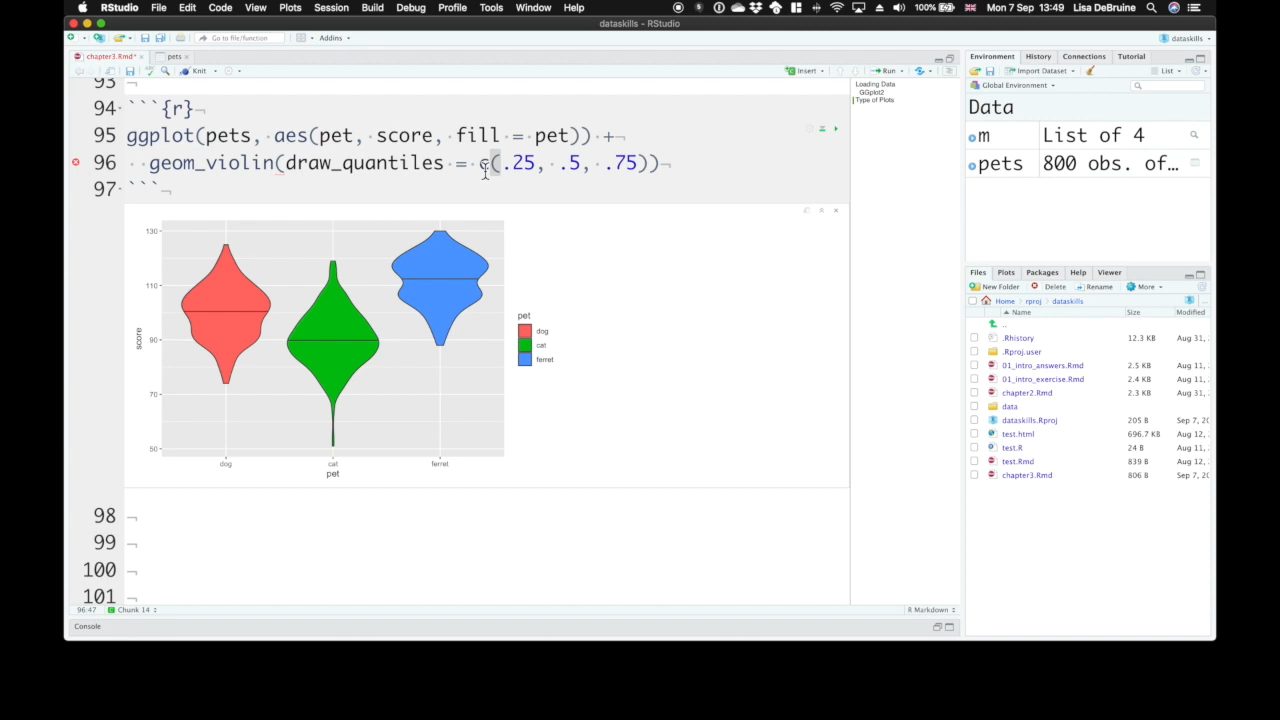 RStudio File Edit Code View Plots Session Build Debug Profile Tools Window Help 100% Mon 7 Sep 13:49 Lisa DeBruine
dataskills - RStudio
Go to file/function Addins dataskills
chapter3.Rmd* pets
Knit Insert Run
93
94 ```{r}
95 ggplot(pets, aes(pet, score, fill = pet)) +
96 geom_violin(draw_quantiles = c(.25, .5, .75))
97 ```
130
110
90
70
50
score
dog cat ferret
pet
pet
dog
cat
ferret
98
99
100
101
96:47 Chunk 14 R Markdown
Console
Loading Data
GGplot2
Type of Plots
Environment History Connections Tutorial
Import Dataset List
Global Environment
Data
m List of 4
pets 800 obs. of…
Files Plots Packages Help Viewer
New Folder Delete Rename More
Home rproj dataskills
Name Size Modified
..
.Rhistory 12.3 KB Aug 31,
.Rproj.user
01_intro_answers.Rmd 2.5 KB Aug 11,
01_intro_exercise.Rmd 2.4 KB Aug 11,
chapter2.Rmd 2.3 KB Aug 31,
data
dataskills.Rproj 205 B Sep 7, 20
test.html 696.7 KB Aug 12,
test.R 24 B Aug 11,
test.Rmd 839 B Aug 12,
chapter3.Rmd 806 B Sep 7, 20